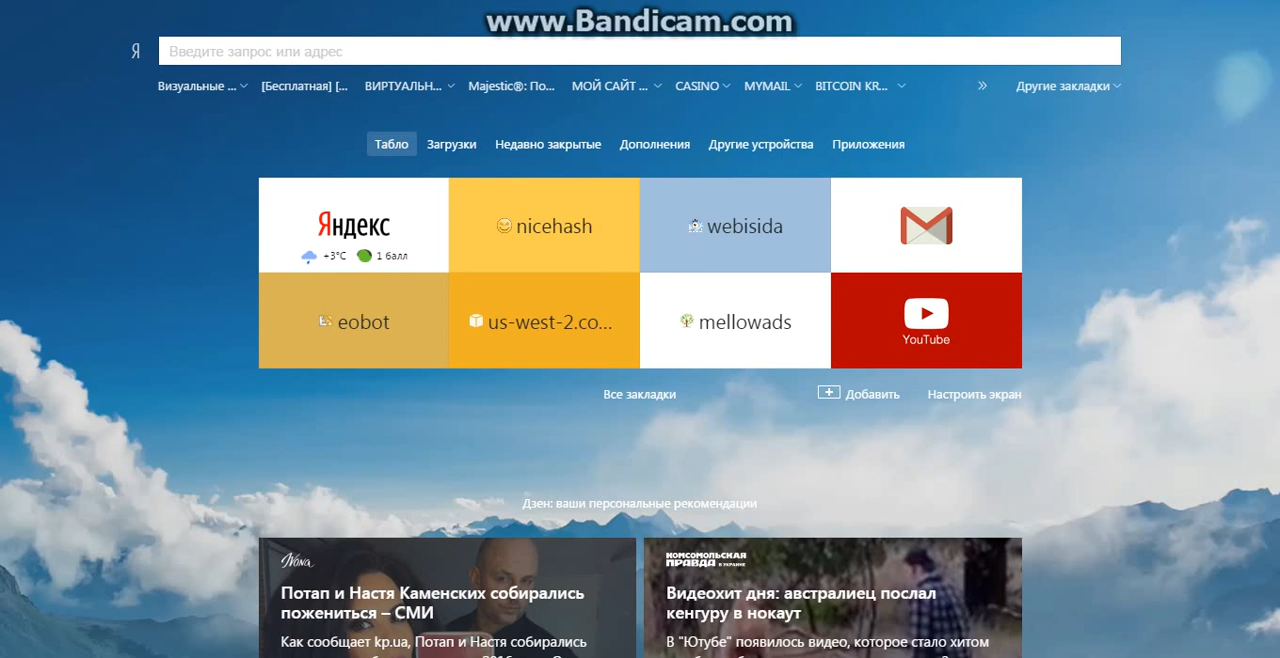 www.Bandicam.com
Я
Введите запрос или адрес
Визуальные ...
[Бесплатная] [...
ВИРТУАЛЬН...
Majestic®: По...
МОЙ САЙТ ...
CASINO
MYMAIL
BITCOIN KR...
»
Другие закладки
Табло
Загрузки
Недавно закрытые
Дополнения
Другие устройства
Приложения
Яндекс
+3°C
1 балл
nicehash
webisida
eobot
us-west-2.co...
mellowads
YouTube
Все закладки
Добавить
Настроить экран
Дзен: ваши персональные рекомендации
Nona
Потап и Настя Каменских собирались
пожениться – СМИ
Как сообщает kp.ua, Потап и Настя собирались
КОМСОМОЛЬСКАЯ
ПРАВДА В УКРАИНЕ
Видеохит дня: австралиец послал
кенгуру в нокаут
В "Ютубе" появилось видео, которое стало хитом